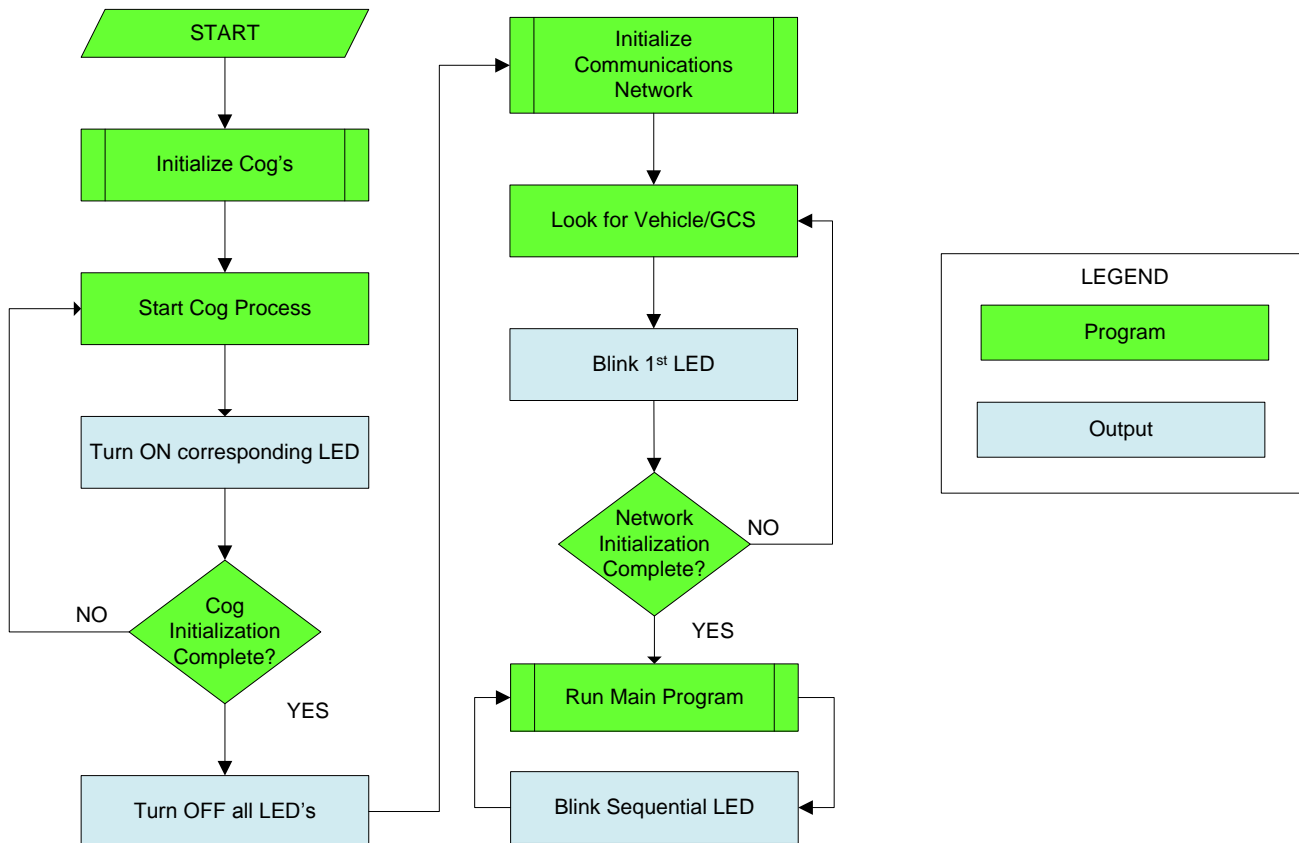 START
Initialize Cog's
Start Cog Process
Turn ON corresponding LED
NO
Cog
Initialization
Complete?
YES
Turn OFF all LED’s
Initialize
Communications
Network
Look for Vehicle/GCS
Blink 1st LED
Network
Initialization
Complete?
NO
YES
Run Main Program
Blink Sequential LED
LEGEND
Program
Output